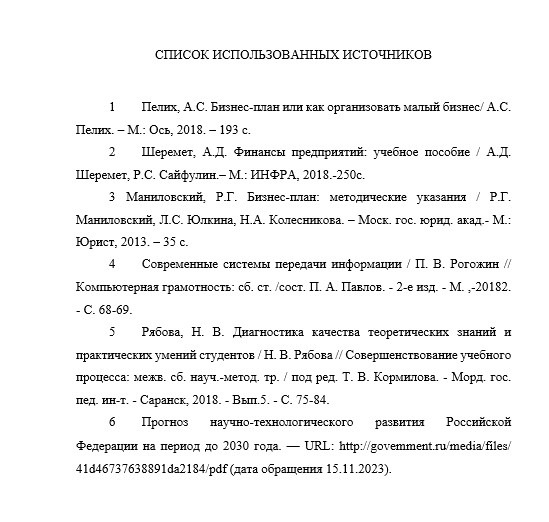 СПИСОК ИСПОЛЬЗОВАННЫХ ИСТОЧНИКОВ
1 Пелих, А.С. Бизнес-план или как организовать малый бизнес/ А.С.
Пелих. – М.: Ось, 2018. – 193 с.
2 Шеремет, А.Д. Финансы предприятий: учебное пособие / А.Д.
Шеремет, Р.С. Сайфулин.– М.: ИНФРА, 2018.-250с.
3 Маниловский, Р.Г. Бизнес-план: методические указания / Р.Г.
Маниловский, Л.С. Юлкина, Н.А. Колесникова. – Моск. гос. юрид. акад.- М.:
Юрист, 2013. – 35 с.
4 Современные системы передачи информации / П. В. Рогожин //
Компьютерная грамотность: сб. ст. /сост. П. А. Павлов. - 2-е изд. - М. ,-20182.
- С. 68-69.
5 Рябова, Н. В. Диагностика качества теоретических знаний и
практических умений студентов / Н. В. Рябова // Совершенствование учебного
процесса: межв. сб. науч.-метод. тр. / под ред. Т. В. Кормилова. - Морд. гос.
пед. ин-т. - Саранск, 2018. - Вып.5. - С. 75-84.
6 Прогноз научно-технологического развития Российской
Федерации на период до 2030 года. — URL: http://government.ru/media/files/
41d46737638891da2184/pdf (дата обращения 15.11.2023).